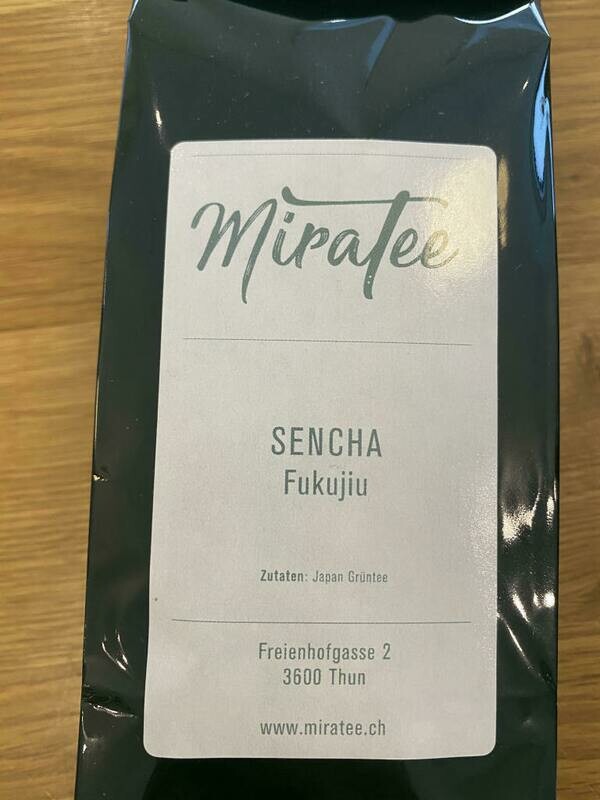 MiraTee
SENCHA
Fukujiu
Zutaten: Japan Grüntee
Freienhofgasse 2
3600 Thun
www.miratee.ch